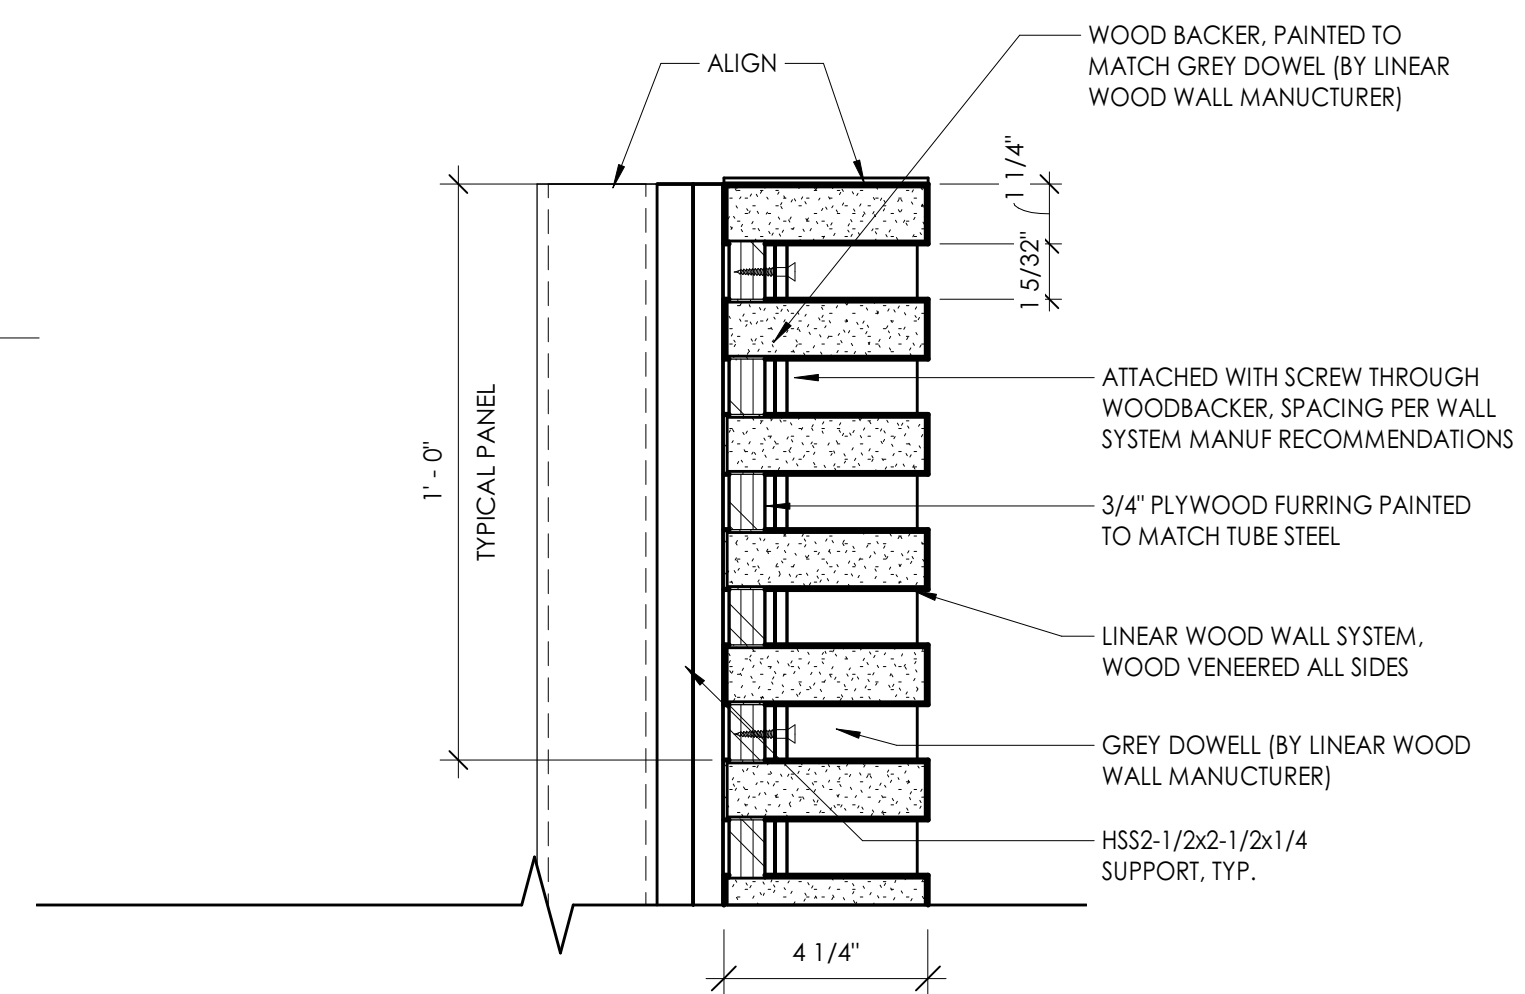 ALIGN
WOOD BACKER, PAINTED TO
MATCH GREY DOWEL (BY LINEAR
WOOD WALL MANUCTURER)
1 1/4"
1 5/32"
ATTACHED WITH SCREW THROUGH
WOODBACKER, SPACING PER WALL
SYSTEM MANUF RECOMMENDATIONS
1' - 0"
TYPICAL PANEL
3/4" PLYWOOD FURRING PAINTED
TO MATCH TUBE STEEL
LINEAR WOOD WALL SYSTEM,
WOOD VENEERED ALL SIDES
GREY DOWELL (BY LINEAR WOOD
WALL MANUCTURER)
HSS2-1/2x2-1/2x1/4
SUPPORT, TYP.
4 1/4"